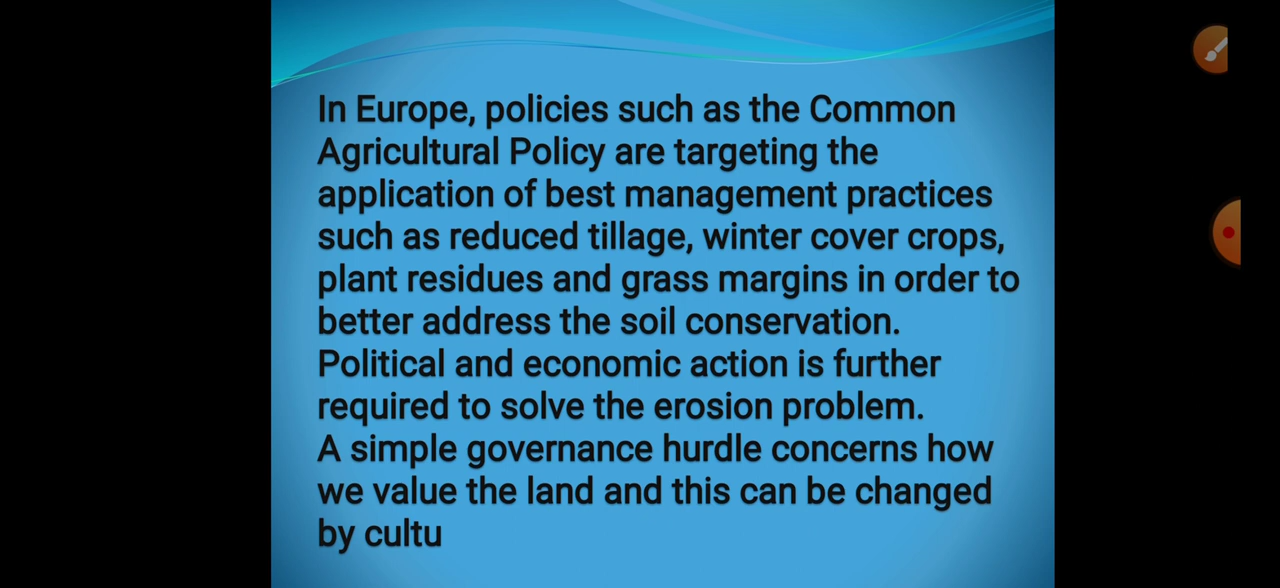 In Europe, policies such as the Common
Agricultural Policy are targeting the
application of best management practices
such as reduced tillage, winter cover crops,
plant residues and grass margins in order to
better address the soil conservation.
Political and economic action is further
required to solve the erosion problem.
A simple governance hurdle concerns how
we value the land and this can be changed
by cultu